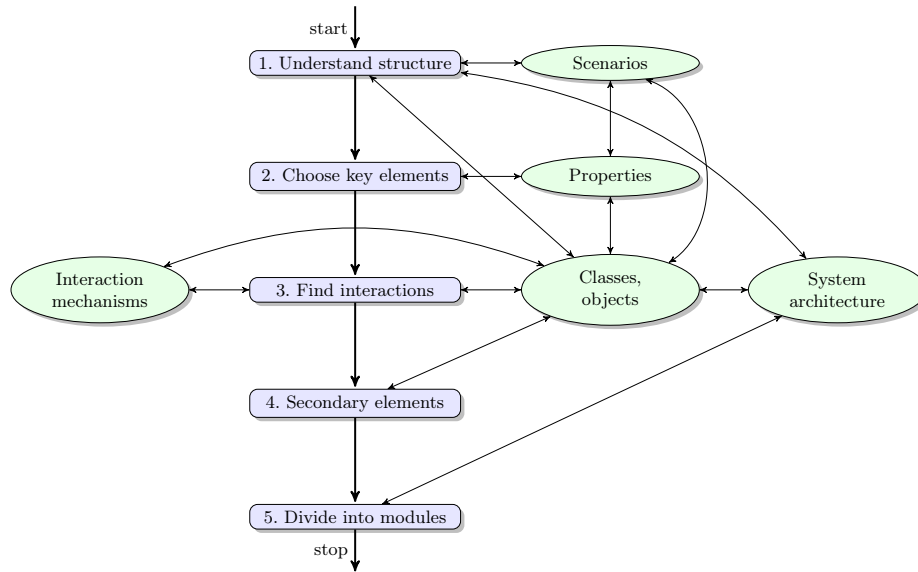 start
1. Understand structure
Scenarios
2. Choose key elements
Properties
Interaction
mechanisms
3. Find interactions
Classes,
objects
System
architecture
4. Secondary elements
5. Divide into modules
stop